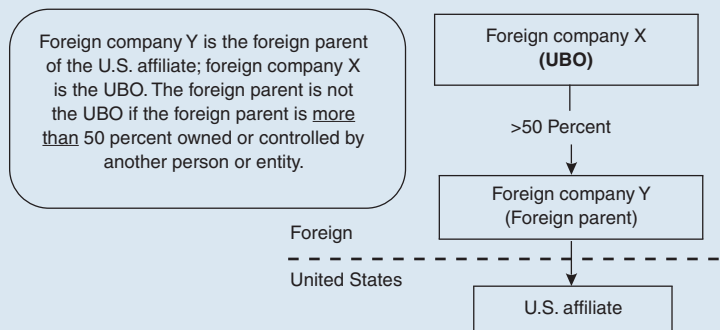 Foreign company Y is the foreign parent
of the U.S. affiliate; foreign company X
is the UBO. The foreign parent is not
the UBO if the foreign parent is more
than 50 percent owned or controlled by
another person or entity.
Foreign company X
(UBO)
>50 Percent
Foreign company Y
(Foreign parent)
Foreign
United States
U.S. affiliate